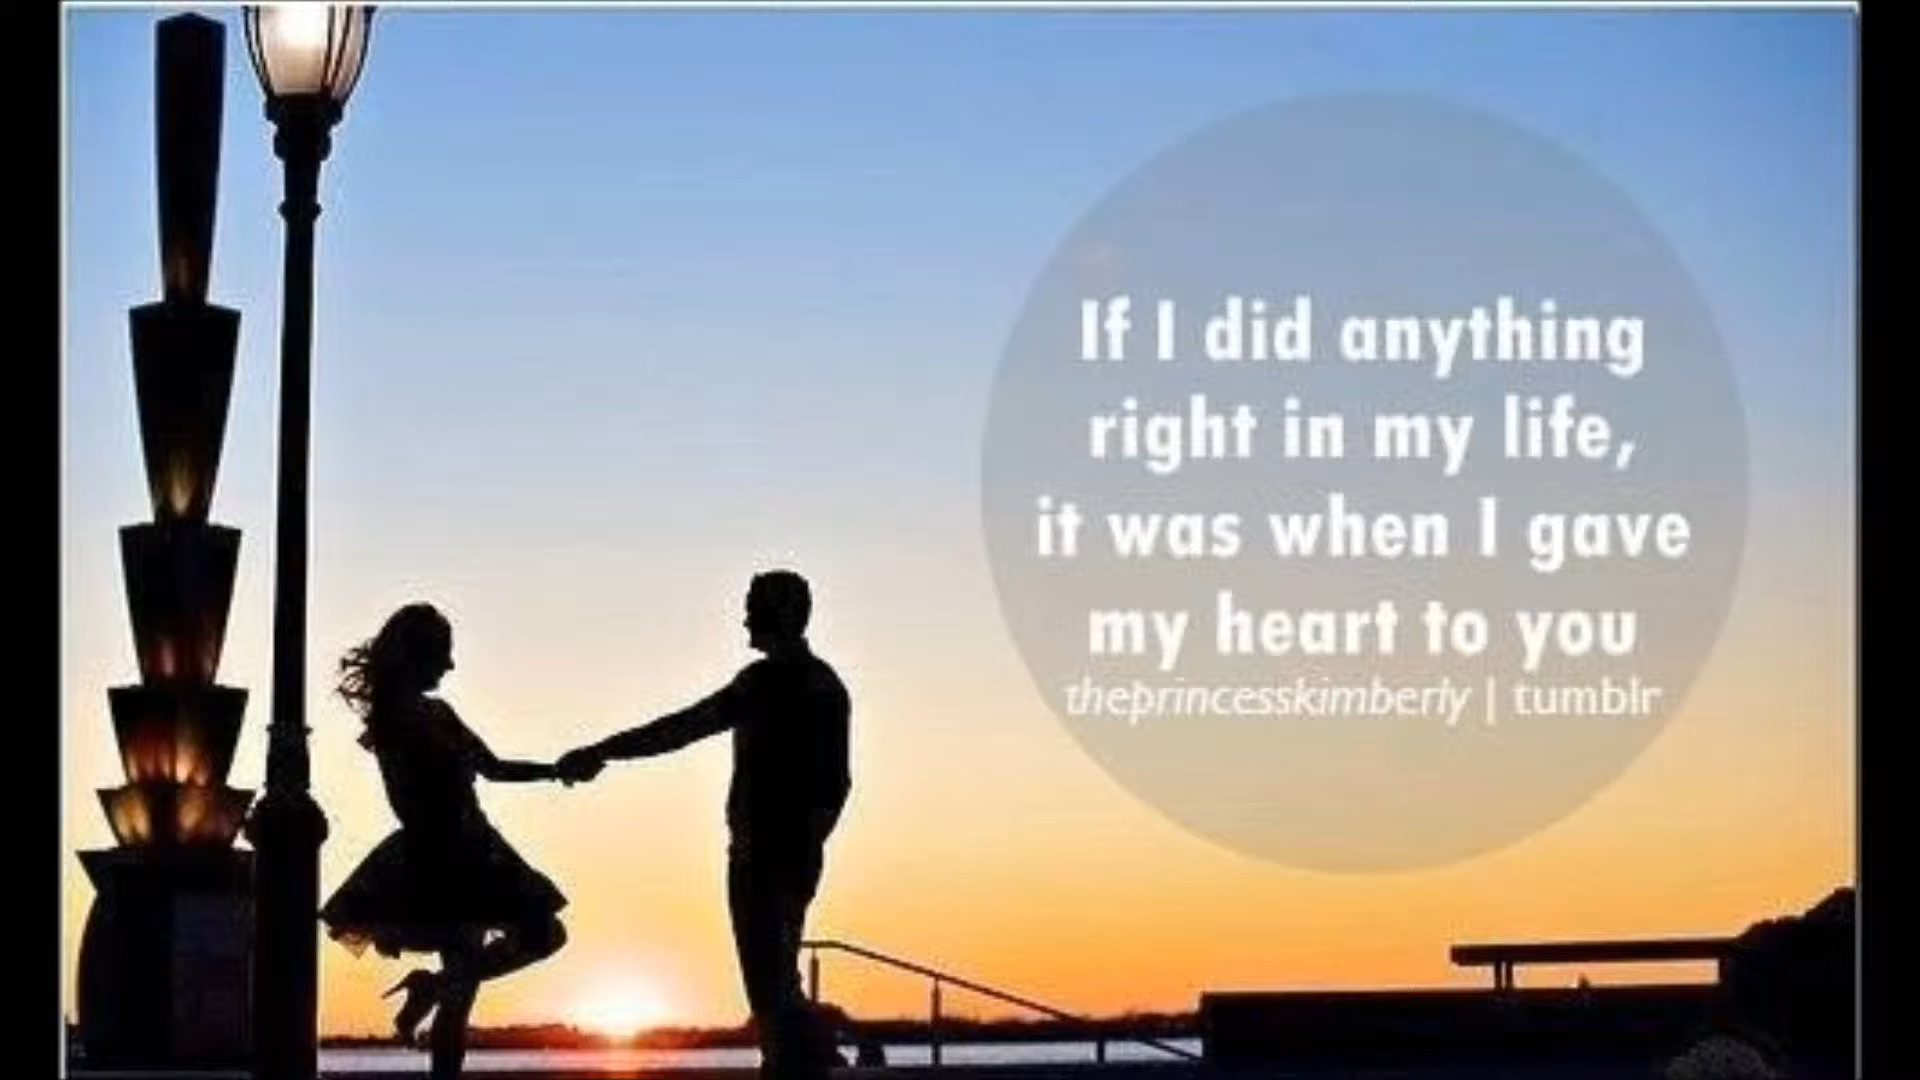 If I did anything
right in my life,
it was when I gave
my heart to you
theprincesskimberly | tumblr